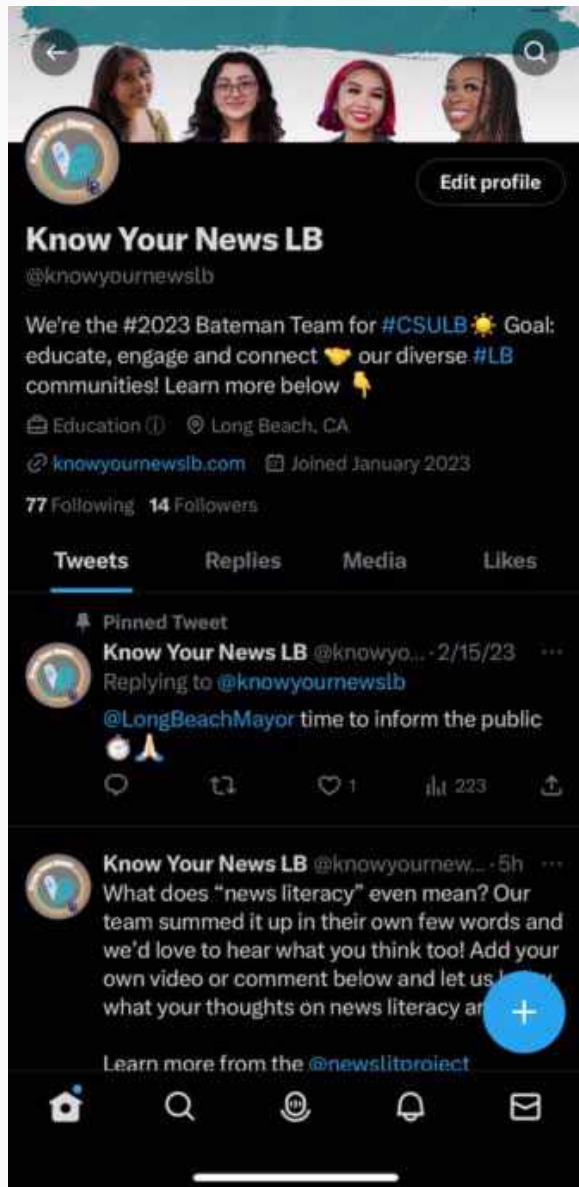 Edit profile
Know Your News LB
@knowyournewslb
We're the #2023 Bateman Team for #CSULB☀️ Goal:
educate, engage and connect 🤝 our diverse #LB
communities! Learn more below 👇
Education ⓘ Long Beach, CA
knowyournewslb.com Joined January 2023
77 Following 14 Followers
Tweets Replies Media Likes
Pinned Tweet
Know Your News LB @knowyo... · 2/15/23 ...
Replying to @knowyournewslb
@LongBeachMayor time to inform the public
⏱️🙏🏻
1 223
Know Your News LB @knowyournew... · 5h ...
What does “news literacy” even mean? Our
team summed it up in their own few words and
we'd love to hear what you think too! Add your
own video or comment below and let us
what your thoughts on news literacy
Learn more from the @newslitproject